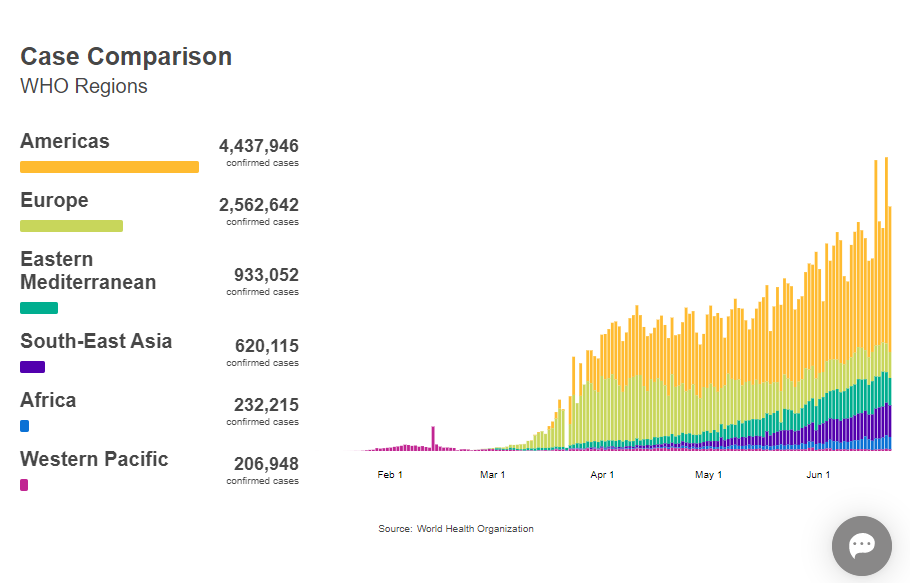 Case Comparison
WHO Regions
Americas
4,437,946
confirmed cases
Europe
2,562,642
confirmed cases
Eastern
Mediterranean
933,052
confirmed cases
South-East Asia
620,115
confirmed cases
Africa
232,215
confirmed cases
Western Pacific
206,948
confirmed cases
Feb 1 Mar 1 Apr 1 May 1 Jun 1
Source: World Health Organization